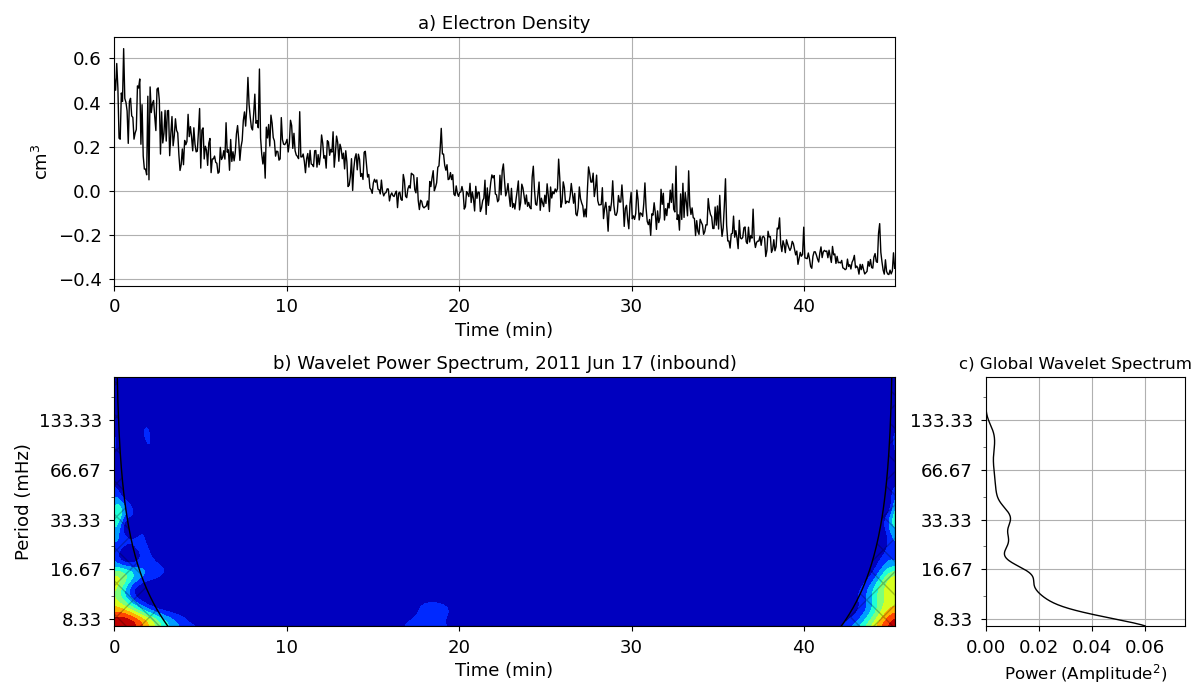 a) Electron Density
cm³
0.6
0.4
0.2
0.0
−0.2
−0.4
0 10 20 30 40
Time (min)
b) Wavelet Power Spectrum, 2011 Jun 17 (inbound)
Period (mHz)
133.33
66.67
33.33
16.67
8.33
0 10 20 30 40
Time (min)
c) Global Wavelet Spectrum
133.33
66.67
33.33
16.67
8.33
0.00 0.02 0.04 0.06
Power (Amplitude²)